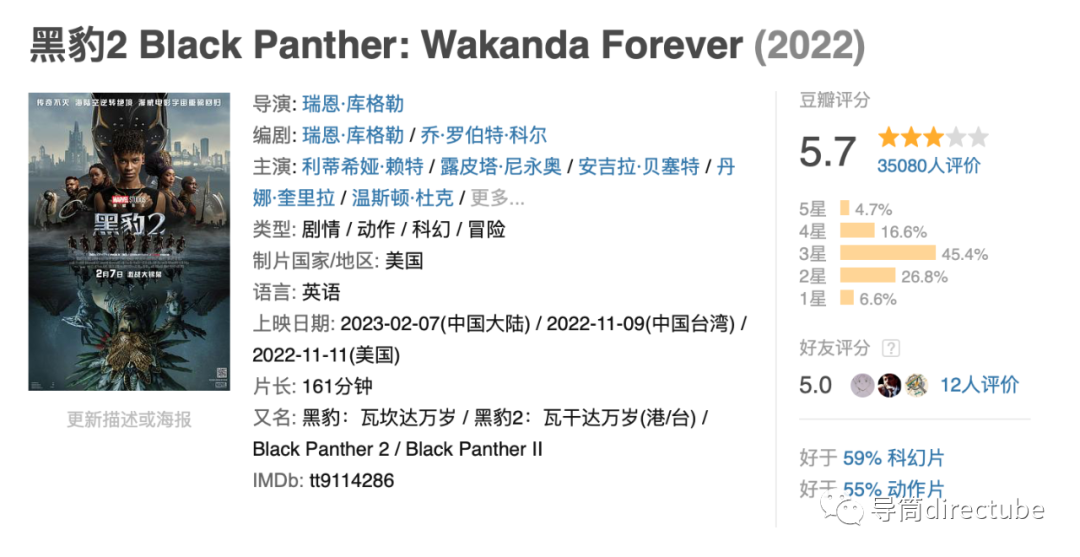 黑豹2 Black Panther: Wakanda Forever (2022)
传奇不灭 海陆空逆转绝顶 漫威电影宇宙重磅回归
MARVEL STUDIOS
黑豹2
2月7日 血战大银幕
更新描述或海报
导演: 瑞恩·库格勒
编剧: 瑞恩·库格勒 / 乔·罗伯特·科尔
主演: 利蒂希娅·赖特 / 露皮塔·尼永奥 / 安吉拉·贝塞特 / 丹
娜·奎里拉 / 温斯顿·杜克 / 更多...
类型: 剧情 / 动作 / 科幻 / 冒险
制片国家/地区: 美国
语言: 英语
上映日期: 2023-02-07(中国大陆) / 2022-11-09(中国台湾) /
2022-11-11(美国)
片长: 161分钟
又名: 黑豹：瓦坎达万岁 / 黑豹2：瓦干达万岁(港/台) /
Black Panther 2 / Black Panther II
IMDb: tt9114286
豆瓣评分
5.7
35080人评价
5星 4.7%
4星 16.6%
3星 45.4%
2星 26.8%
1星 6.6%
好友评分 ?
5.0 12人评价
好于 59% 科幻片
好于 55% 动作片
导筒directube